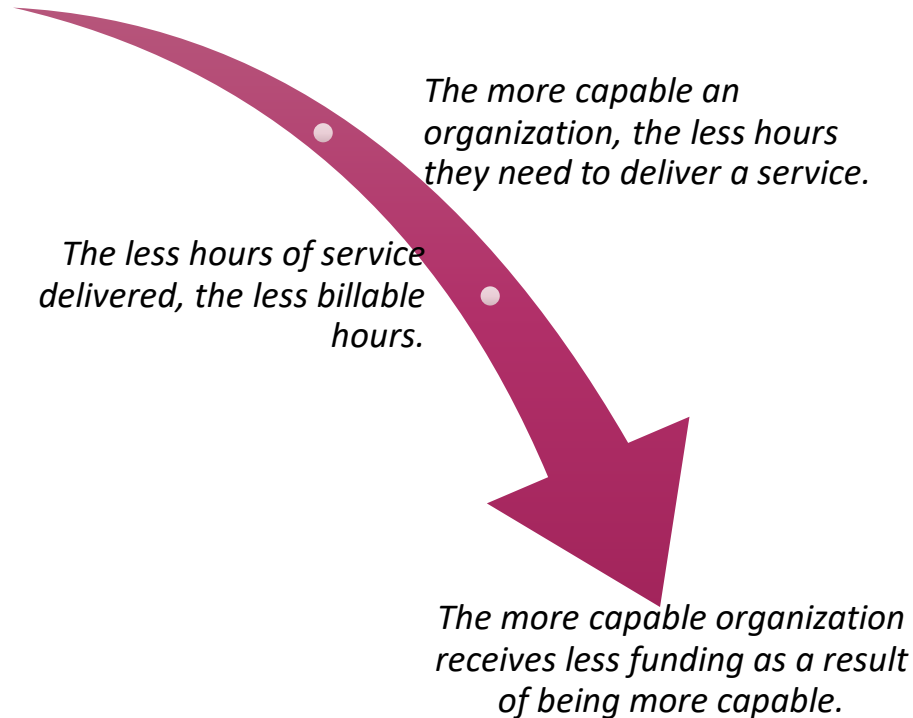 The more capable an
organization, the less hours
they need to deliver a service.
The less hours of service
delivered, the less billable
hours.
The more capable organization
receives less funding as a result
of being more capable.